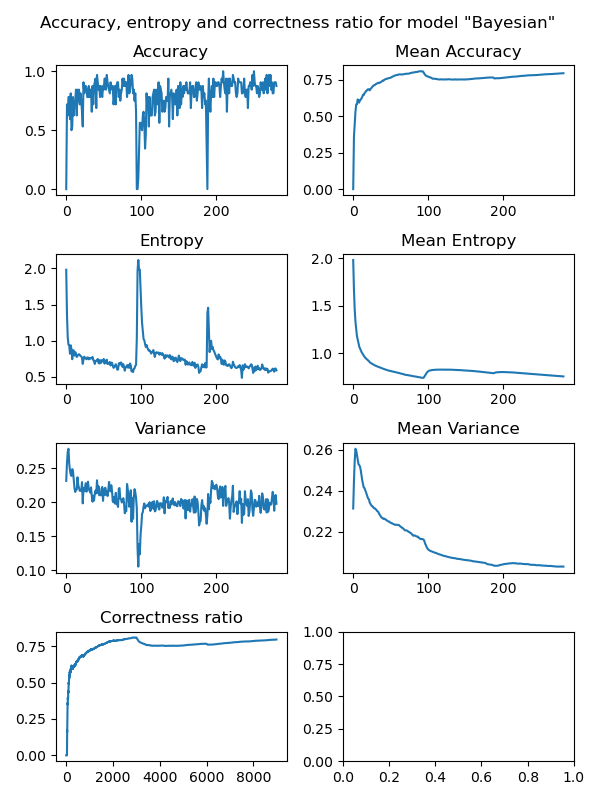 Accuracy, entropy and correctness ratio for model "Bayesian"
Accuracy Mean Accuracy
1.0
0.5
0.0
0 100 200
0.75
0.50
0.25
0.00
0 100 200
Entropy Mean Entropy
2.0
1.5
1.0
0.5
0 100 200
2.0
1.5
1.0
0 100 200
Variance Mean Variance
0.25
0.20
0.15
0.10
0 100 200
0.26
0.24
0.22
0 100 200
Correctness ratio
0.75
0.50
0.25
0.00
0 2000 4000 6000 8000
1.00
0.75
0.50
0.25
0.00
0.0 0.2 0.4 0.6 0.8 1.0